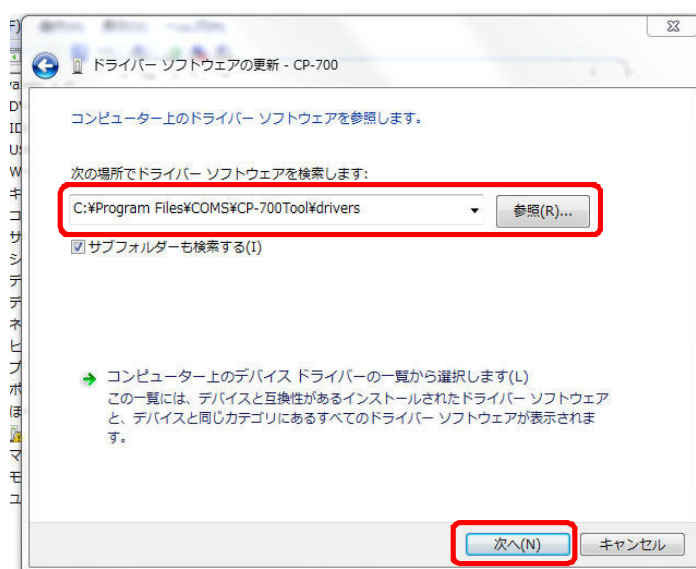 ドライバー ソフトウェアの更新 - CP-700
コンピューター上のドライバー ソフトウェアを参照します。
次の場所でドライバー ソフトウェアを検索します:
C:¥Program Files¥COMS¥CP-700Tool¥drivers
参照(R)...
サブフォルダーも検索する(I)
コンピューター上のデバイス ドライバーの一覧から選択します(L)
この一覧には、デバイスと互換性があるインストールされたドライバー ソフトウェア
と、デバイスと同じカテゴリにあるすべてのドライバー ソフトウェアが表示されま
す。
次へ(N)
キャンセル